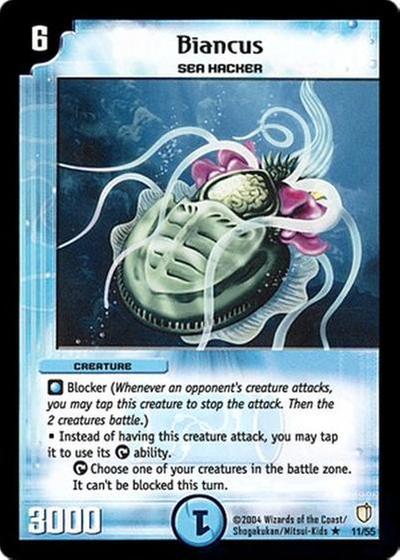 6
Biancus
SEA HACKER
CREATURE
Blocker (Whenever an opponent's creature attacks,
you may tap this creature to stop the attack. Then the
2 creatures battle.)
▪ Instead of having this creature attack, you may tap
it to use its ability.
Choose one of your creatures in the battle zone.
It can't be blocked this turn.
3000
1
©2004 Wizards of the Coast/
Shogakukan/Mitsui-Kids ★ 11/55